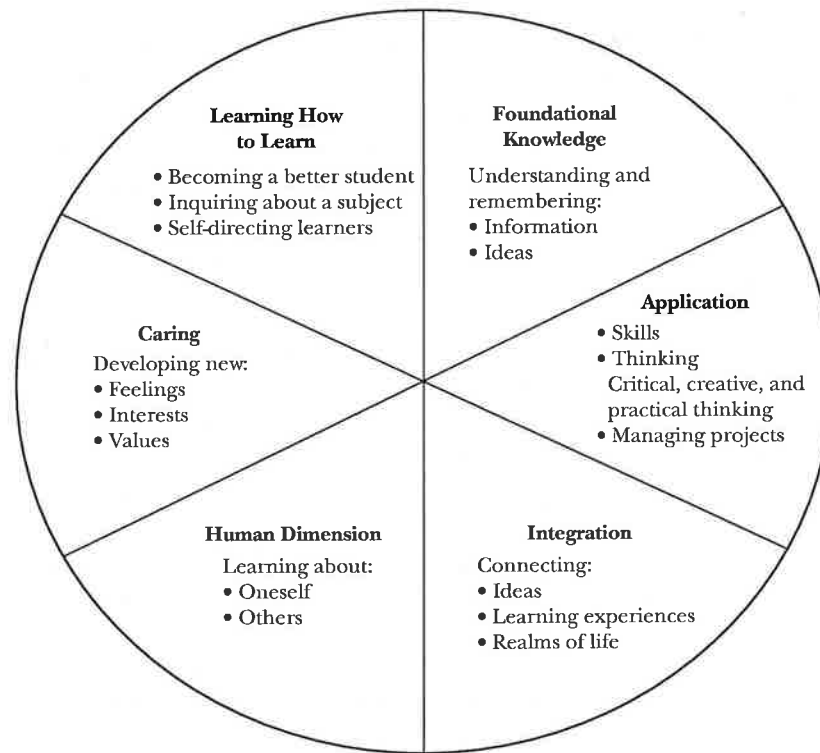 Learning How
to Learn
• Becoming a better student
• Inquiring about a subject
• Self-directing learners
Foundational
Knowledge
Understanding and
remembering:
• Information
• Ideas
Application
• Skills
• Thinking
Critical, creative, and
practical thinking
• Managing projects
Integration
Connecting:
• Ideas
• Learning experiences
• Realms of life
Human Dimension
Learning about:
• Oneself
• Others
Caring
Developing new:
• Feelings
• Interests
• Values